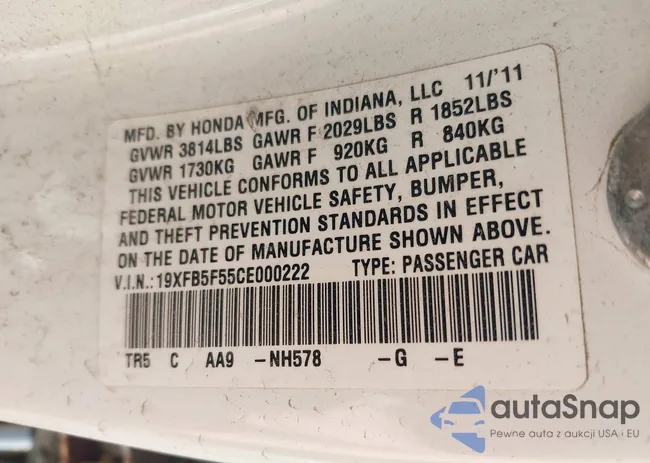 MFD. BY HONDA MFG. OF INDIANA, LLC 11/'11
GVWR 3814LBS GAWR F 2029LBS R 1852LBS
GVWR 1730KG GAWR F 920KG R 840KG
THIS VEHICLE CONFORMS TO ALL APPLICABLE
FEDERAL MOTOR VEHICLE SAFETY, BUMPER,
AND THEFT PREVENTION STANDARDS IN EFFECT
ON THE DATE OF MANUFACTURE SHOWN ABOVE.
V.I.N.:19XFB5F55CE000222 TYPE: PASSENGER CAR
TR5 C AA9 -NH578 -G -E
autaSnap
Pewne auta z aukcji USA i EU